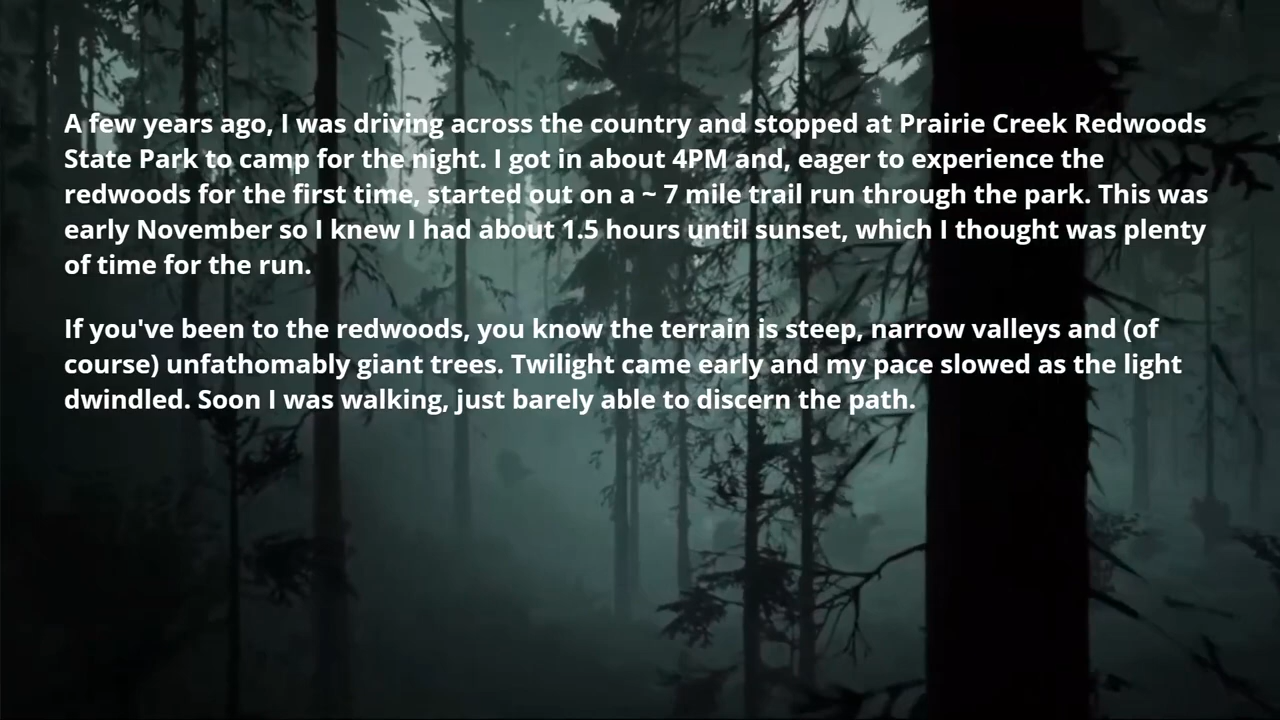 A few years ago, I was driving across the country and stopped at Prairie Creek Redwoods
State Park to camp for the night. I got in about 4PM and, eager to experience the
redwoods for the first time, started out on a ~ 7 mile trail run through the park. This was
early November so I knew I had about 1.5 hours until sunset, which I thought was plenty
of time for the run.
If you've been to the redwoods, you know the terrain is steep, narrow valleys and (of
course) unfathomably giant trees. Twilight came early and my pace slowed as the light
dwindled. Soon I was walking, just barely able to discern the path.